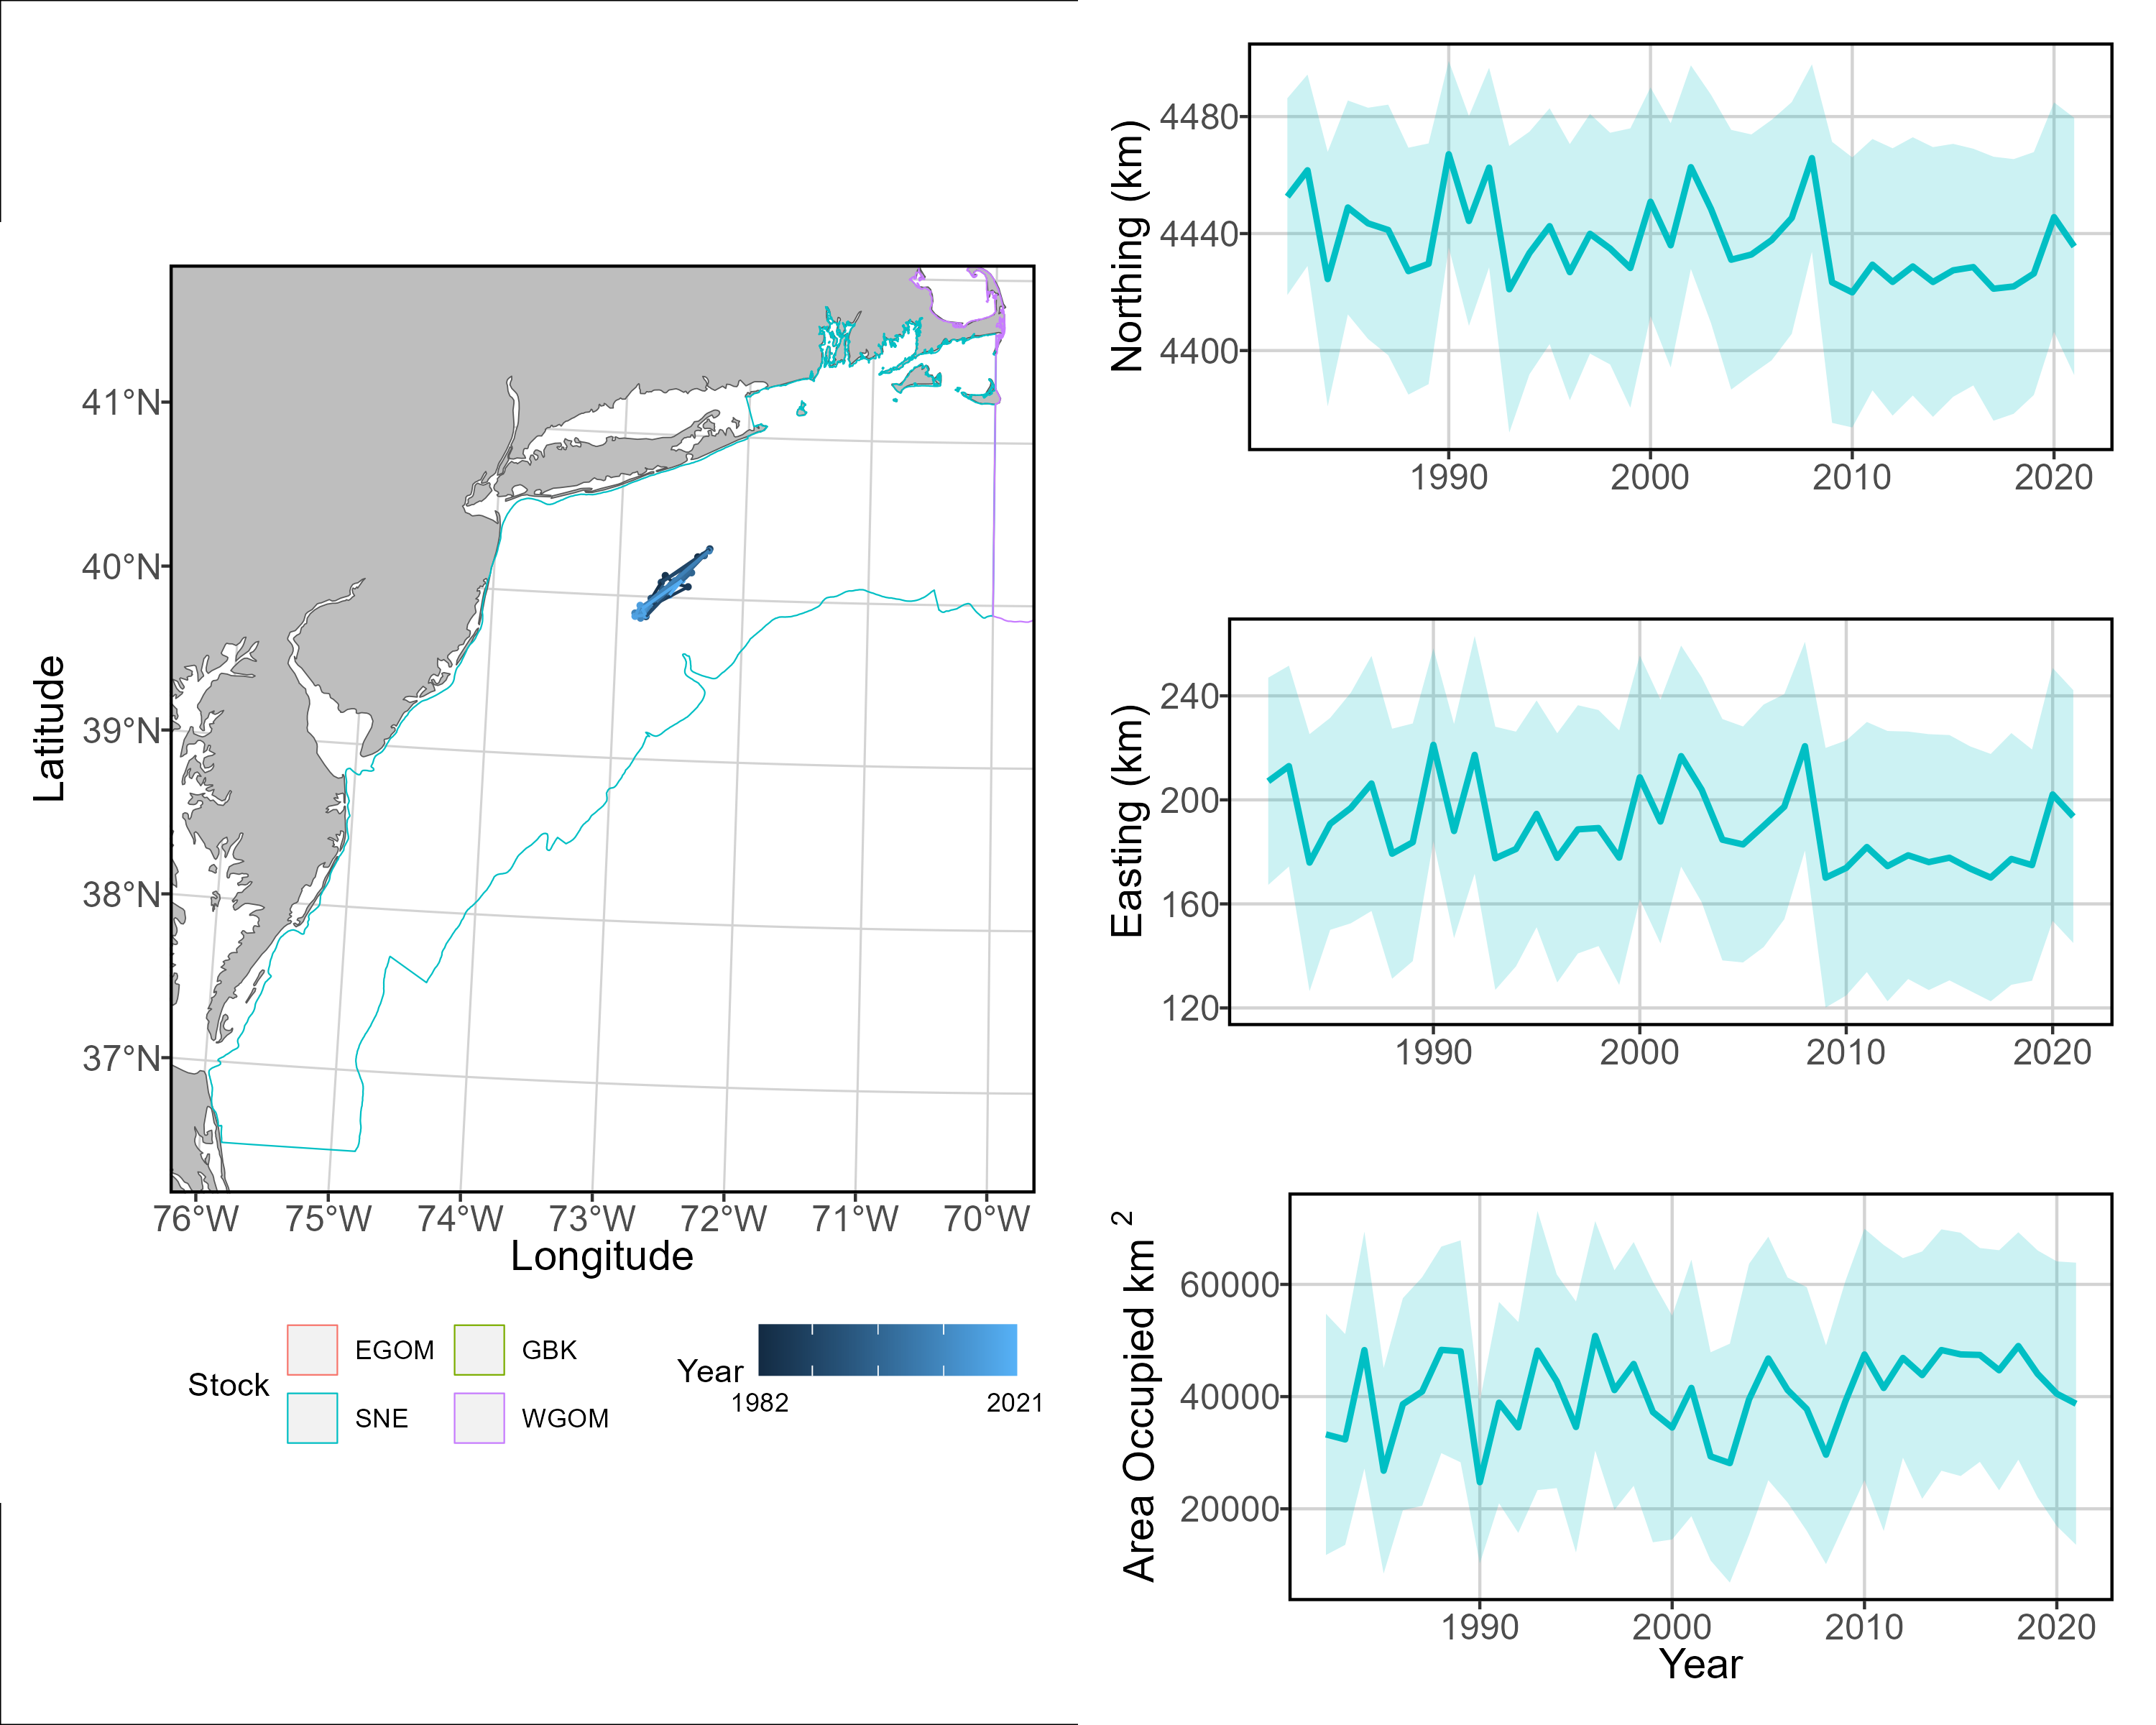 41°N
40°N
39°N
38°N
37°N
Latitude
76°W 75°W 74°W 73°W 72°W 71°W 70°W
Longitude
Stock
EGOM GBK
SNE WGOM
Year
1982 2021
Northing (km)
4480
4440
4400
1990 2000 2010 2020
Easting (km)
240
200
160
120
1990 2000 2010 2020
Area Occupied km 2
60000
40000
20000
1990 2000 2010 2020
Year